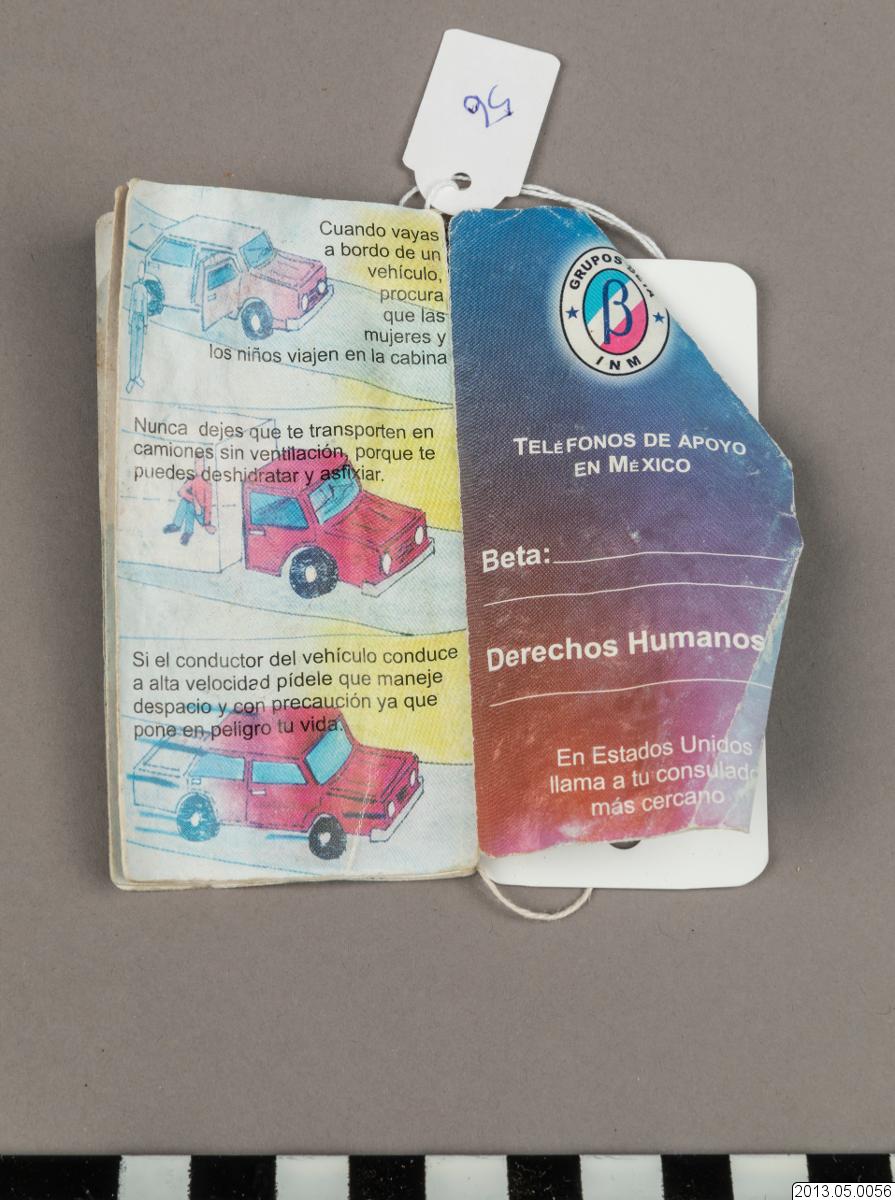 56
Cuando vayas
a bordo de un
vehículo,
procura
que las
mujeres y
los niños viajen en la cabina
Nunca dejes que te transporten en
camiones sin ventilación, porque te
puedes deshidratar y asfixiar.
Si el conductor del vehículo conduce
a alta velocidad pídele que maneje
despacio y con precaución ya que
pone en peligro tu vida.
GRUPOS
β
INM
TELÉFONOS DE APOYO
EN MÉXICO
Beta:
Derechos Humanos
En Estados Unidos
llama a tu consulado
más cercano
2013.05.0056